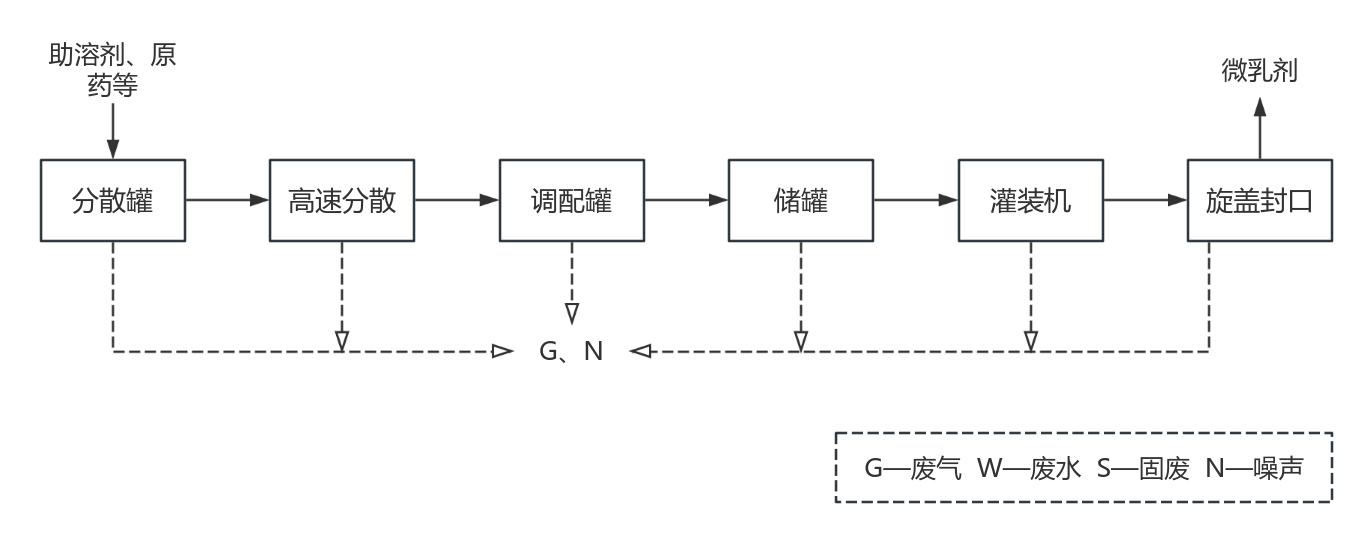 助溶剂、原
药等
微乳剂
分散罐
高速分散
调配罐
储罐
灌装机
旋盖封口
G、N
G—废气 W—废水 S—固废 N—噪声